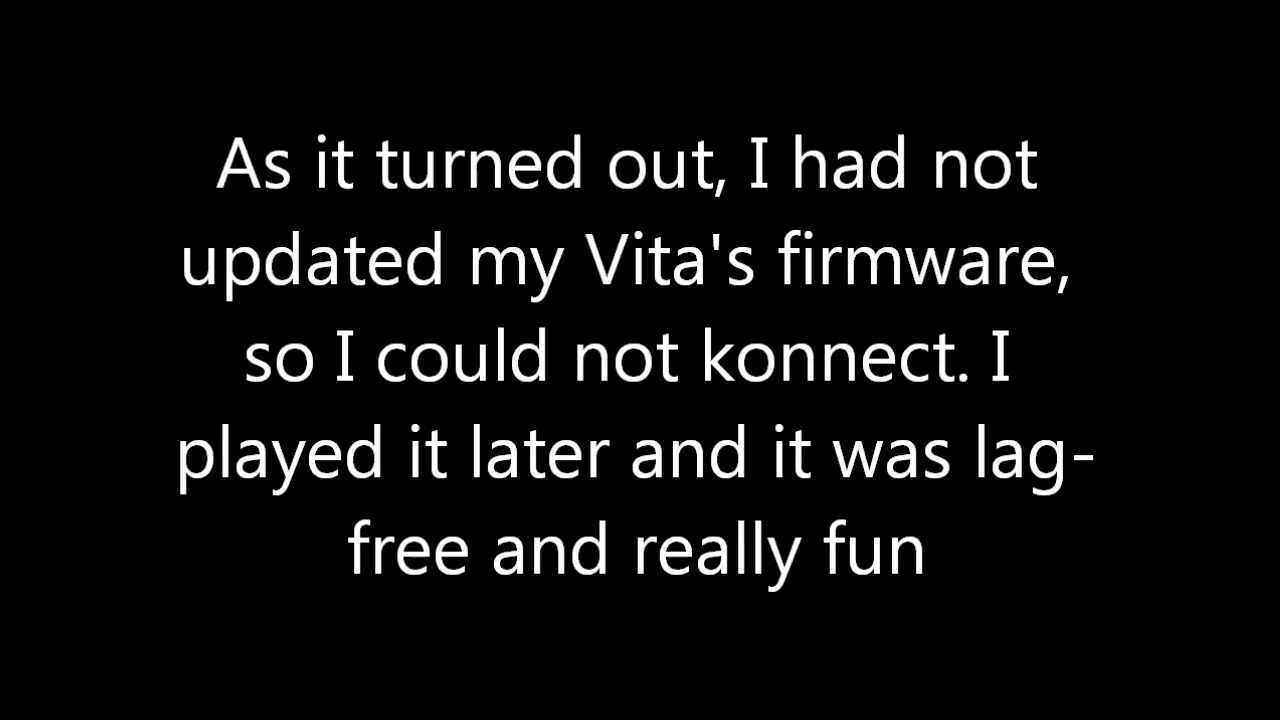 As it turned out, I had not
updated my Vita's firmware,
so I could not konnect. I
played it later and it was lag-
free and really fun